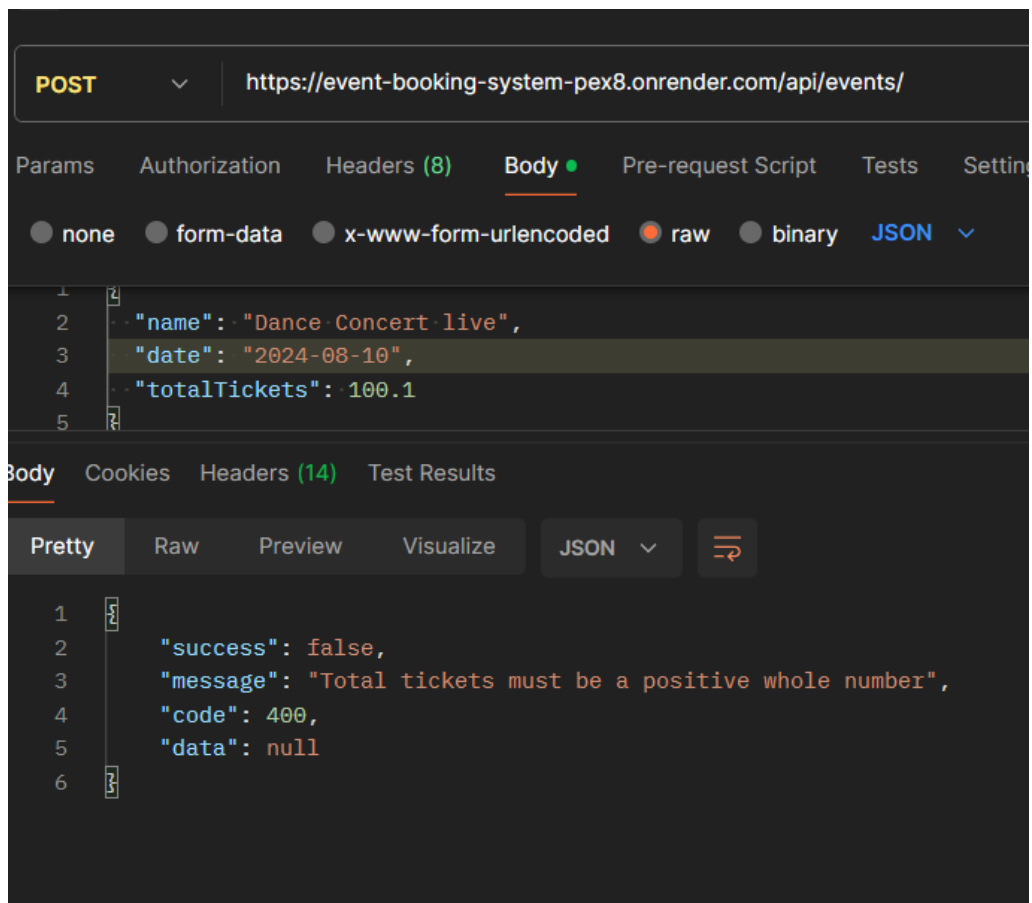 POST https://event-booking-system-pex8.onrender.com/api/events/
Params Authorization Headers (8) Body Pre-request Script Tests Setting
none form-data x-www-form-urlencoded raw binary JSON
1 {
2 "name": "Dance Concert live",
3 "date": "2024-08-10",
4 "totalTickets": 100.1
5 }
Body Cookies Headers (14) Test Results
Pretty Raw Preview Visualize JSON
1 {
2 "success": false,
3 "message": "Total tickets must be a positive whole number",
4 "code": 400,
5 "data": null
6 }